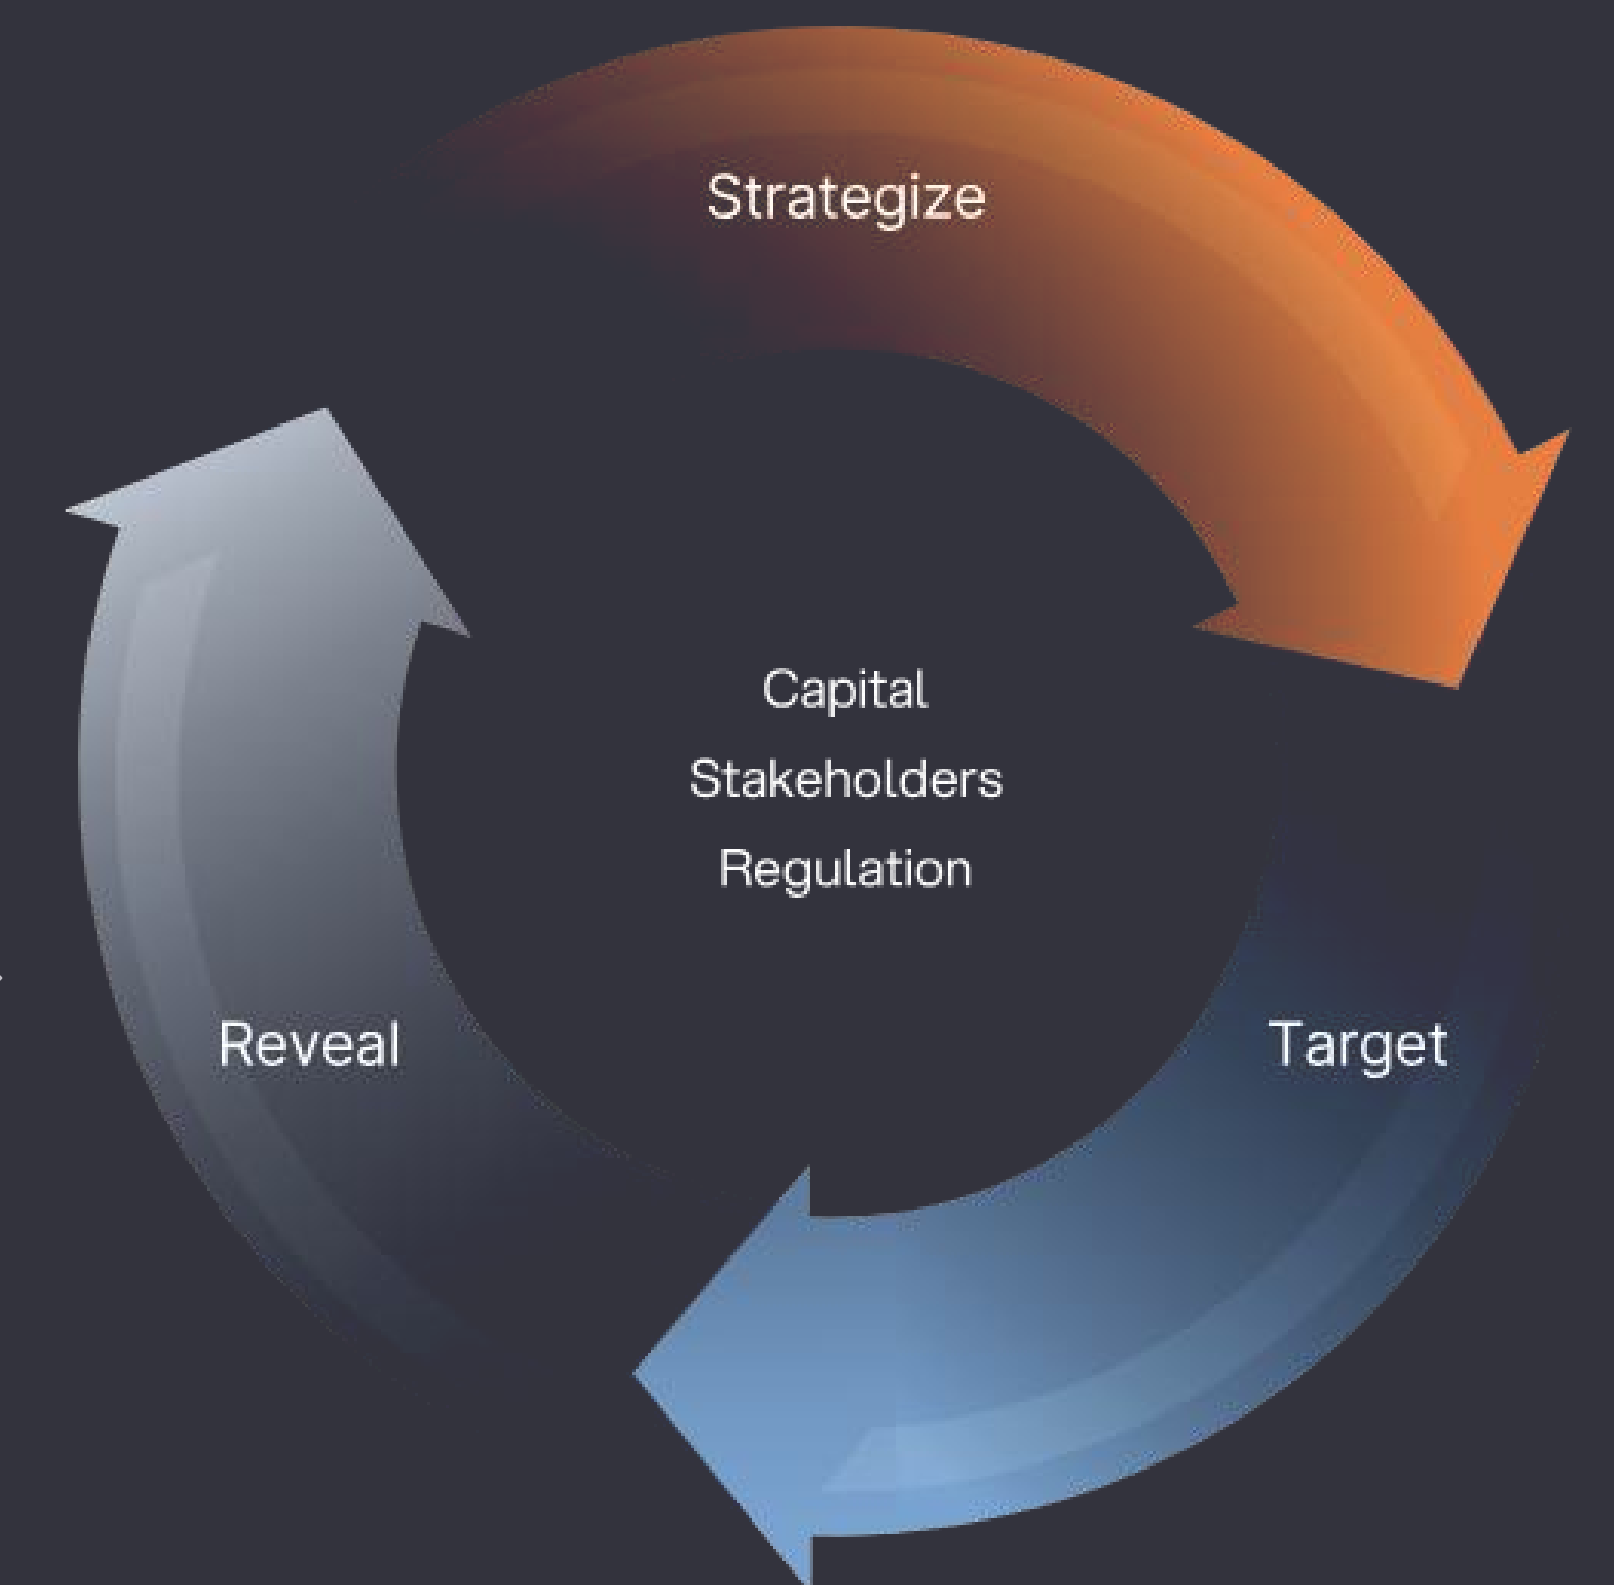 Strategize
Capital
Stakeholders
Regulation
Reveal
Target